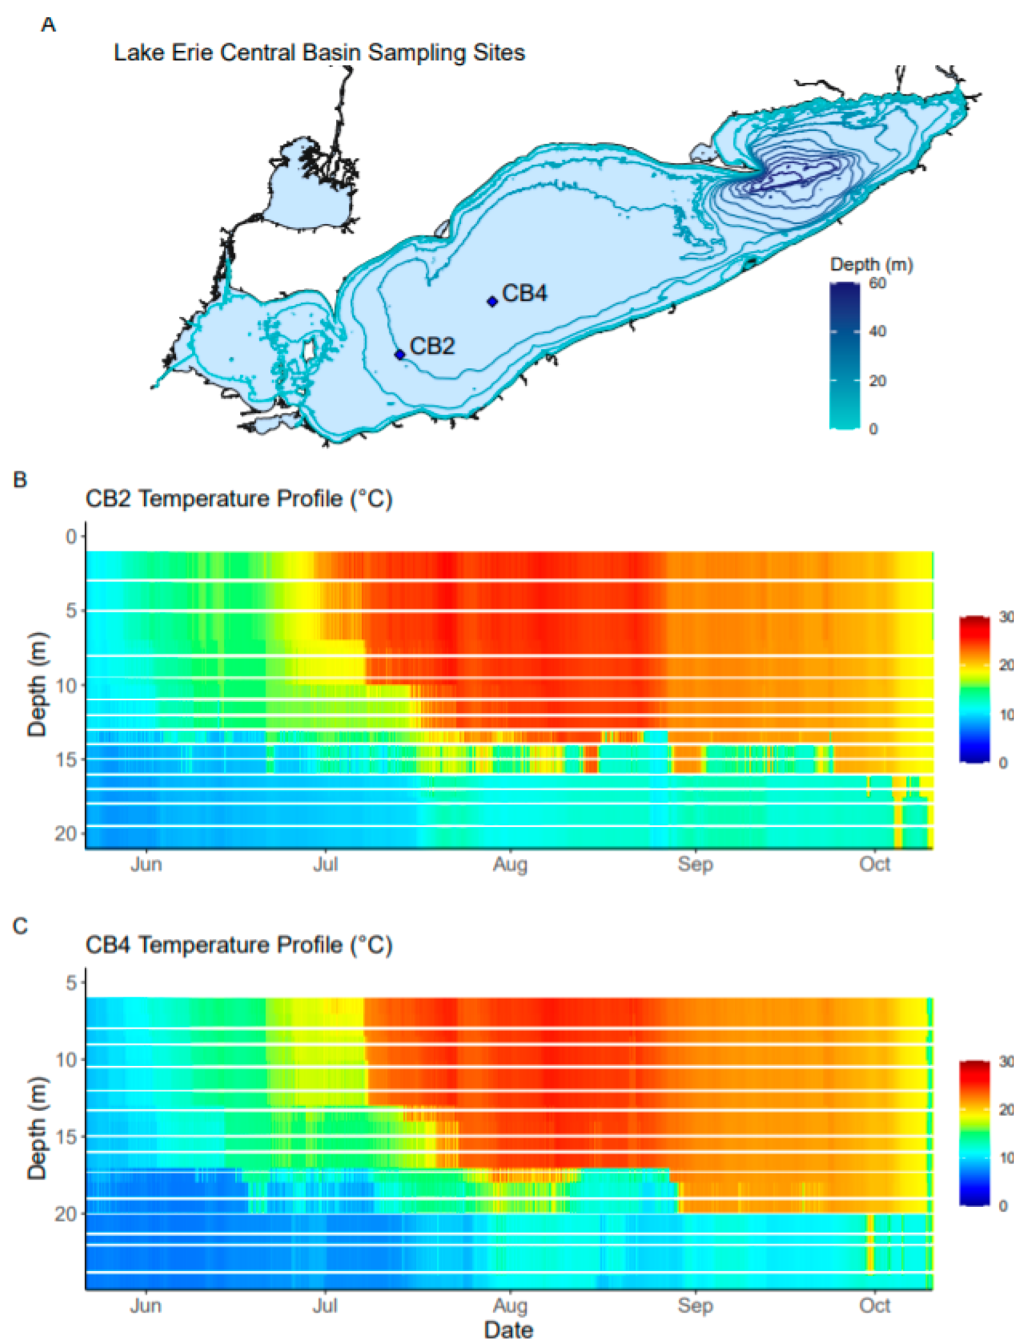 A
Lake Erie Central Basin Sampling Sites
Depth (m)
60
40
20
0
CB4
CB2
B
CB2 Temperature Profile (°C)
0
5
10
15
20
Depth (m)
Jun Jul Aug Sep Oct
30
20
10
0
C
CB4 Temperature Profile (°C)
5
10
15
20
Depth (m)
Jun Jul Aug Sep Oct
Date
30
20
10
0